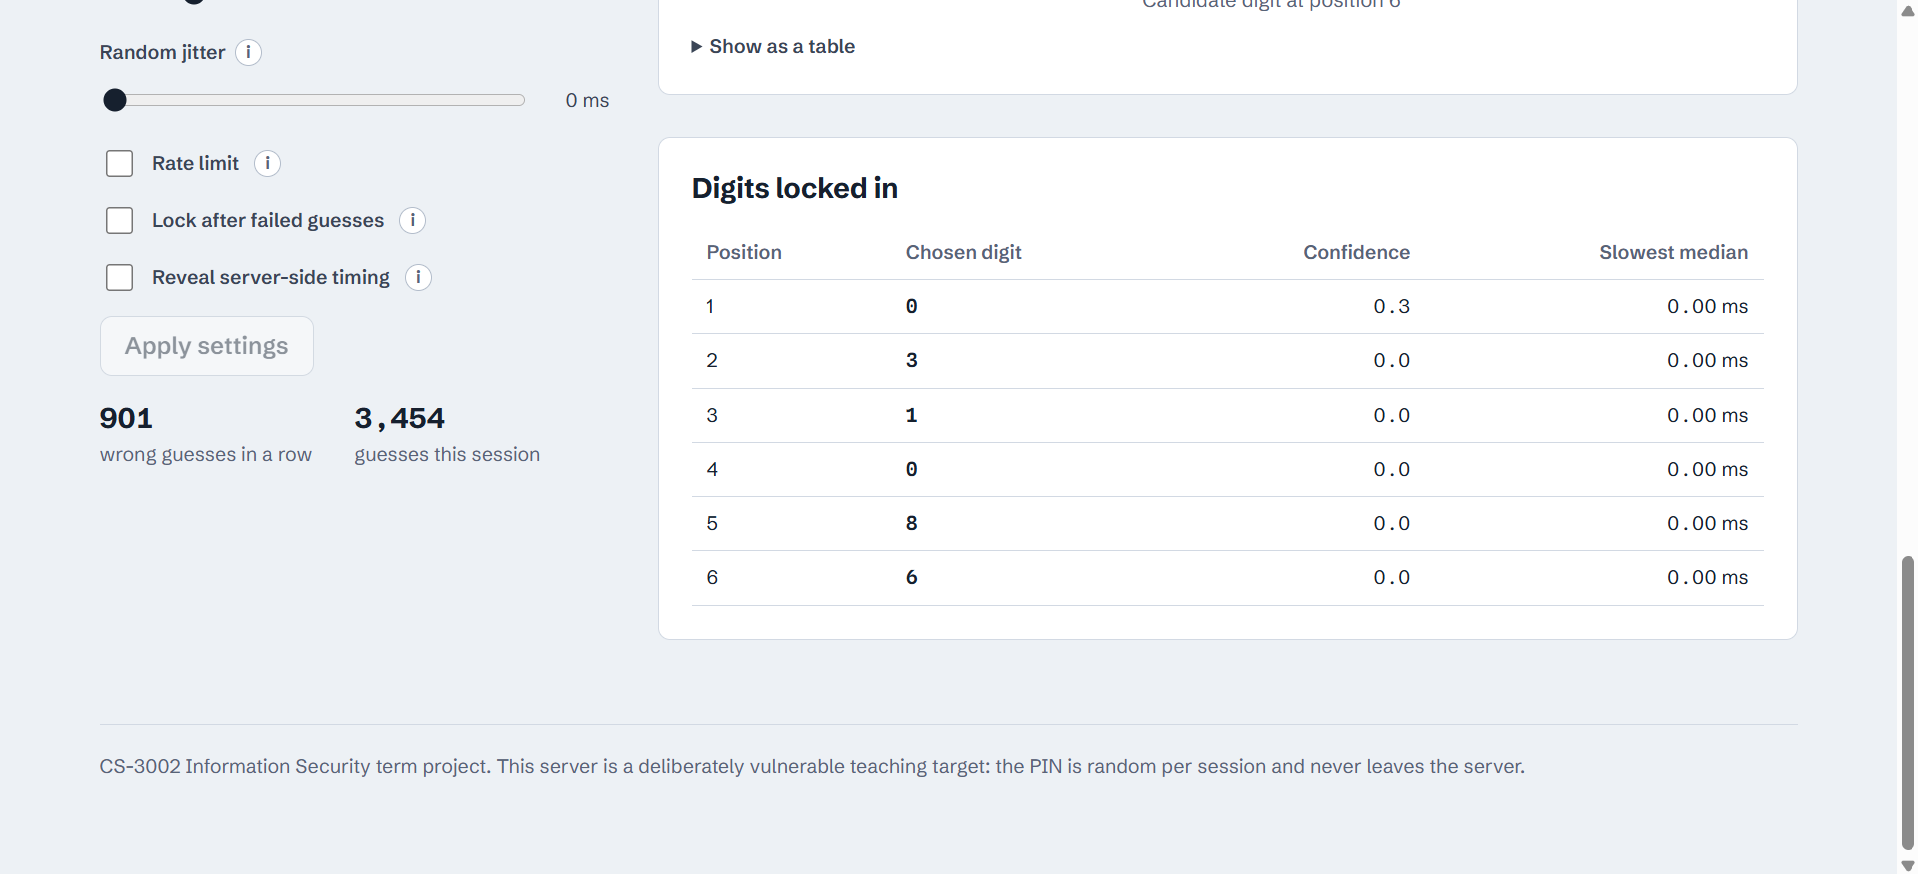 Candidate digit at position 6
▶ Show as a table
Random jitter i
0 ms
Rate limit i
Lock after failed guesses i
Reveal server-side timing i
Apply settings
901
wrong guesses in a row
3,454
guesses this session
Digits locked in
Position Chosen digit Confidence Slowest median
1 0 0.3 0.00 ms
2 3 0.0 0.00 ms
3 1 0.0 0.00 ms
4 0 0.0 0.00 ms
5 8 0.0 0.00 ms
6 6 0.0 0.00 ms
CS-3002 Information Security term project. This server is a deliberately vulnerable teaching target: the PIN is random per session and never leaves the server.